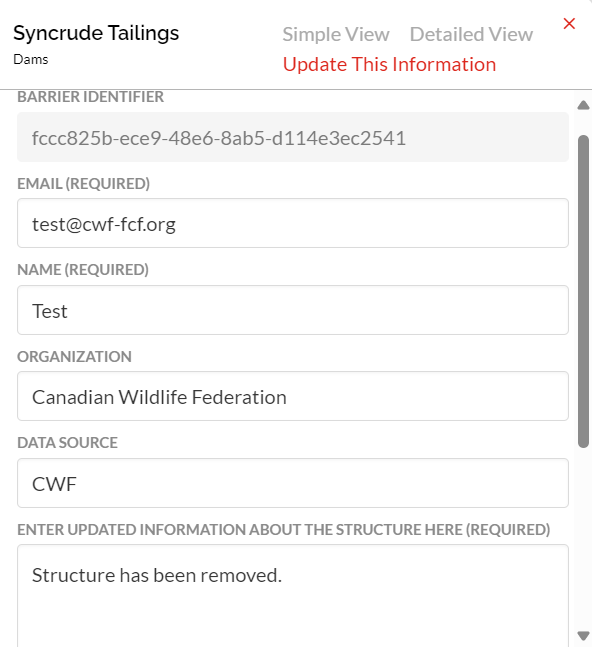 Syncrude Tailings
Dams
Simple View Detailed View
Update This Information
BARRIER IDENTIFIER
fccc825b-ece9-48e6-8ab5-d114e3ec2541
EMAIL (REQUIRED)
test@cwf-fcf.org
NAME (REQUIRED)
Test
ORGANIZATION
Canadian Wildlife Federation
DATA SOURCE
CWF
ENTER UPDATED INFORMATION ABOUT THE STRUCTURE HERE (REQUIRED)
Structure has been removed.